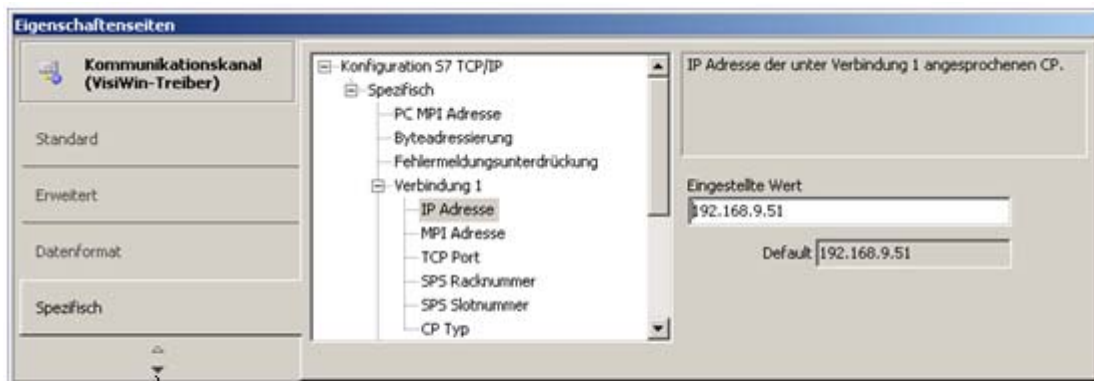 Eigenschaftenseiten
Kommunikationskanal
(VisiWin-Treiber)
Standard
Erweitert
Datenformat
Spezifisch
Konfiguration S7 TCP/IP
Spezifisch
PC MPI Adresse
Byteadressierung
Fehlermeldungsunterdrückung
Verbindung 1
IP Adresse
MPI Adresse
TCP Port
SPS Racknummer
SPS Slotnummer
CP Typ
IP Adresse der unter Verbindung 1 angesprochenen CP.
Eingestellte Wert
192.168.9.51
Default 192.168.9.51